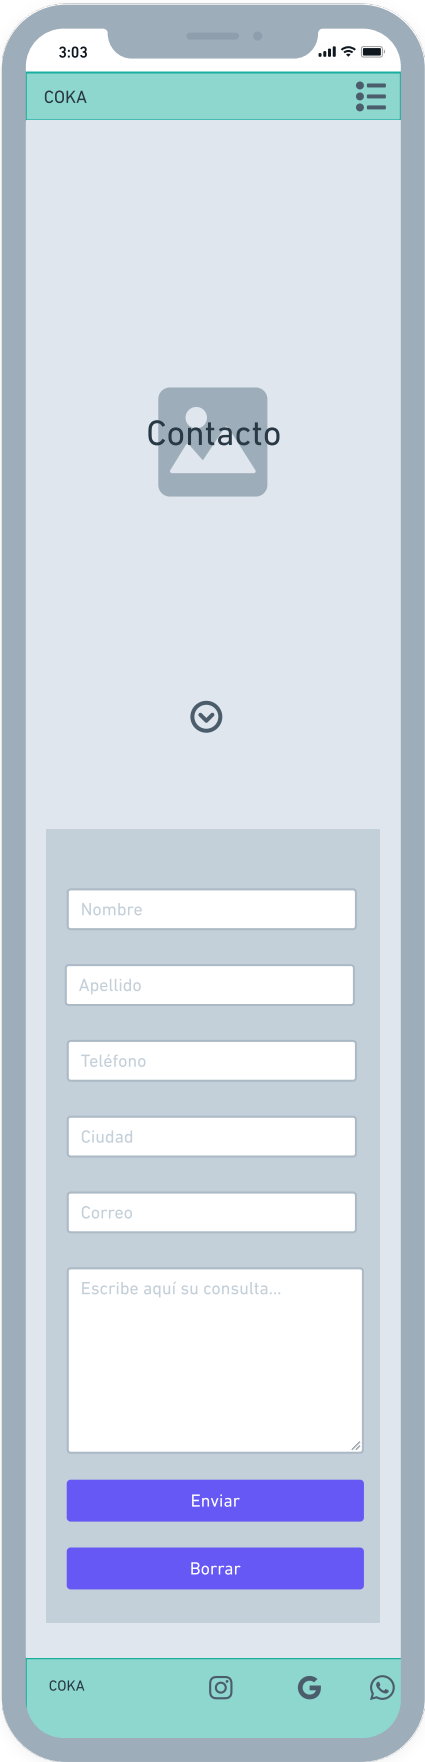 3:03
COKA
Contacto
Nombre
Apellido
Teléfono
Ciudad
Correo
Escribe aquí su consulta...
Enviar
Borrar
COKA